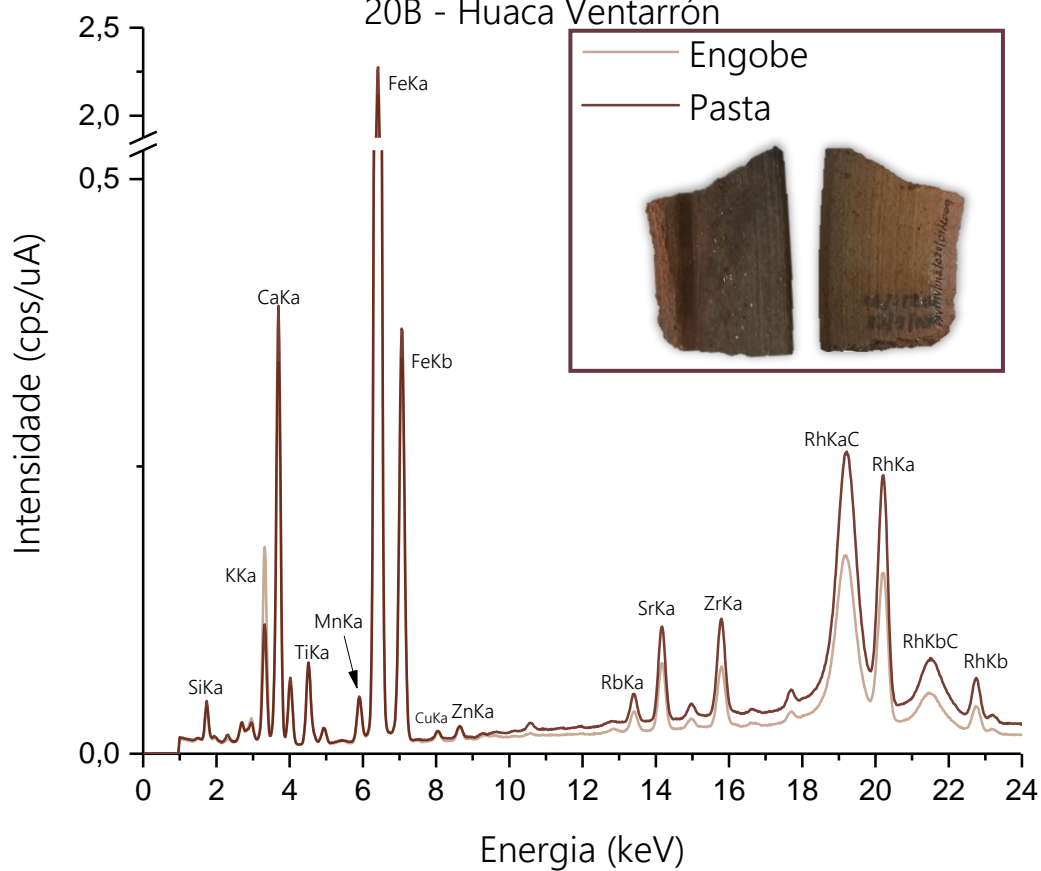 20B - Huaca Ventarrón
Engobe
Pasta
2,5
2,0
0,5
0,0
Intensidade (cps/uA)
FeKa
CaKa
FeKb
KKa
MnKa
TiKa
SiKa
CuKa
ZnKa
RbKa
SrKa
ZrKa
RhKaC
RhKa
RhKbC
RhKb
0 2 4 6 8 10 12 14 16 18 20 22 24
Energia (keV)